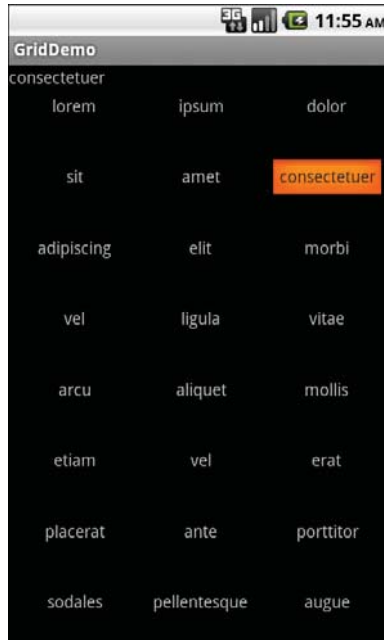 3G 11:55 AM
GridDemo
consectetuer
lorem ipsum dolor
sit amet consectetuer
adipiscing elit morbi
vel ligula vitae
arcu aliquet mollis
etiam vel erat
placerat ante porttitor
sodales pellentesque augue